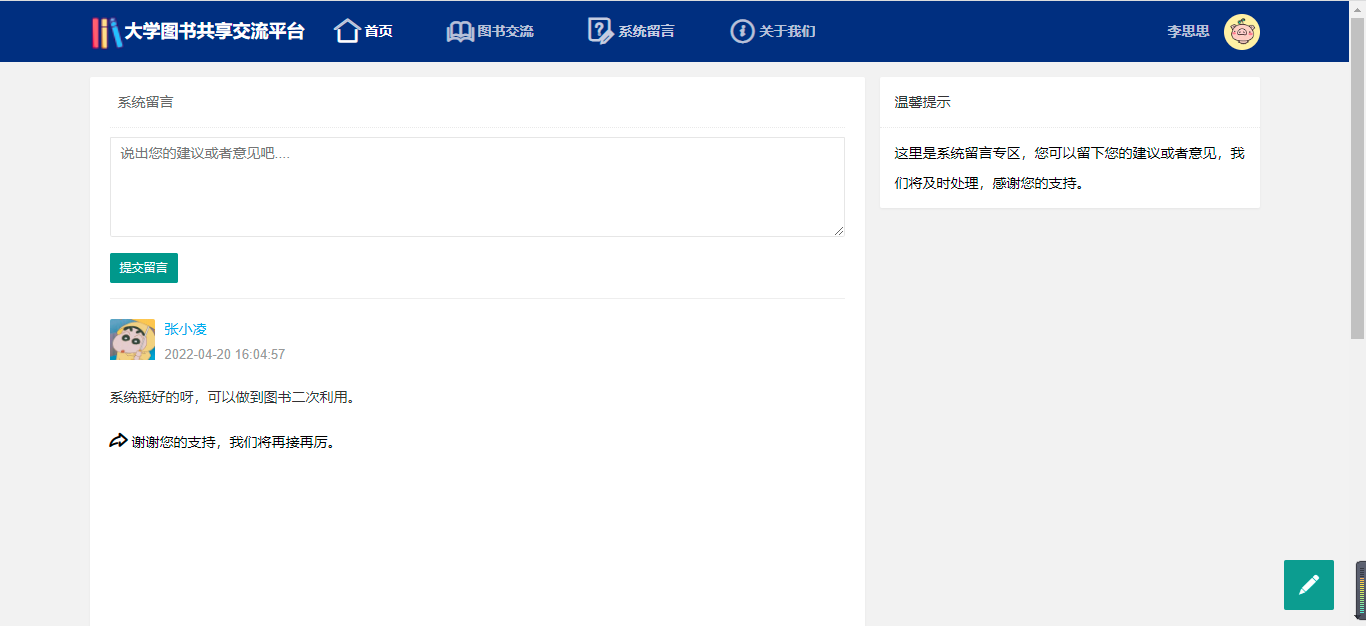 大学图书共享交流平台 首页 图书交流 系统留言 关于我们 李思思
系统留言
说出您的建议或者意见吧....
提交留言
张小凌
2022-04-20 16:04:57
系统挺好的呀，可以做到图书二次利用。
谢谢您的支持，我们将再接再厉。
温馨提示
这里是系统留言专区，您可以留下您的建议或者意见，我
们将及时处理，感谢您的支持。